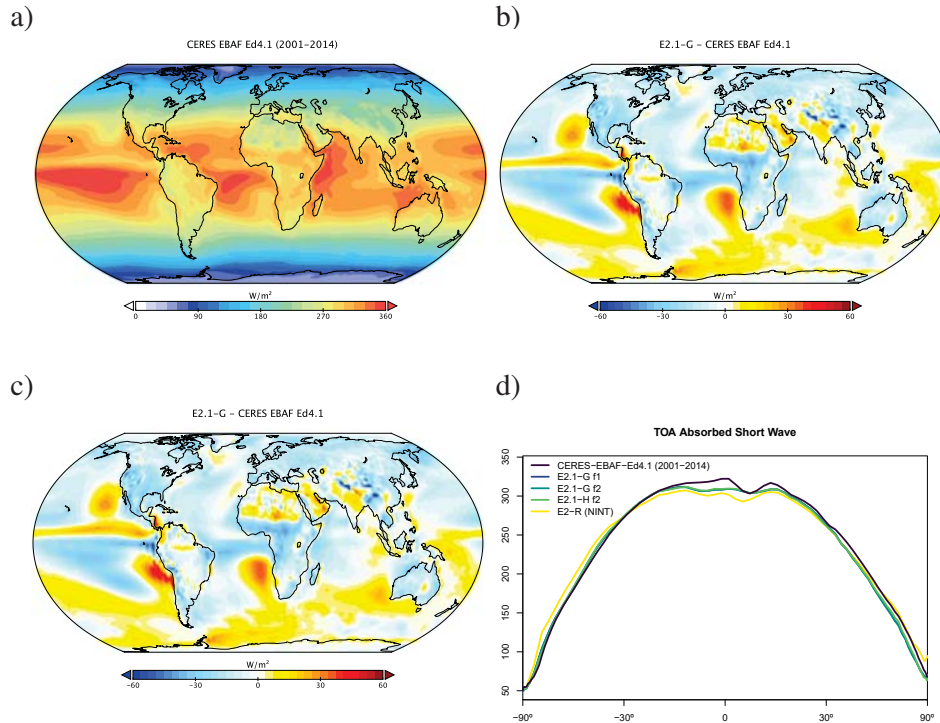 a)
CERES EBAF Ed4.1 (2001-2014)
W/m²
0 90 180 270 360
b)
E2.1-G - CERES EBAF Ed4.1
W/m²
-60 -30 0 30 60
c)
E2.1-G - CERES EBAF Ed4.1
W/m²
-60 -30 0 30 60
d)
TOA Absorbed Short Wave
CERES-EBAF-Ed4.1 (2001-2014)
E2.1-G f1
E2.1-G f2
E2.1-H f2
E2-R (NINT)
350
300
250
200
150
100
50
-90° -30° 0 30° 90°